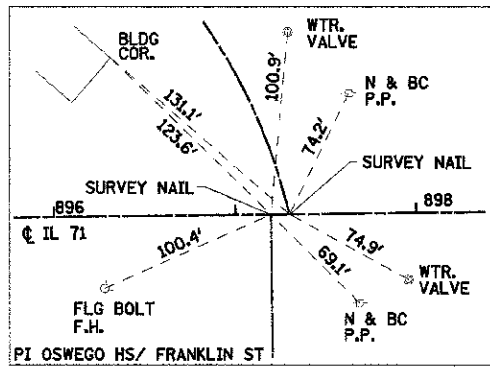 BLDG
COR.
WTR.
VALVE
N & BC
P.P.
131.1'
123.6'
100.9'
74.2'
SURVEY NAIL
SURVEY NAIL
896
898
℄ IL 71
100.4'
74.9'
69.1'
FLG BOLT
F.H.
WTR.
VALVE
N & BC
P.P.
PI OSWEGO HS/ FRANKLIN ST